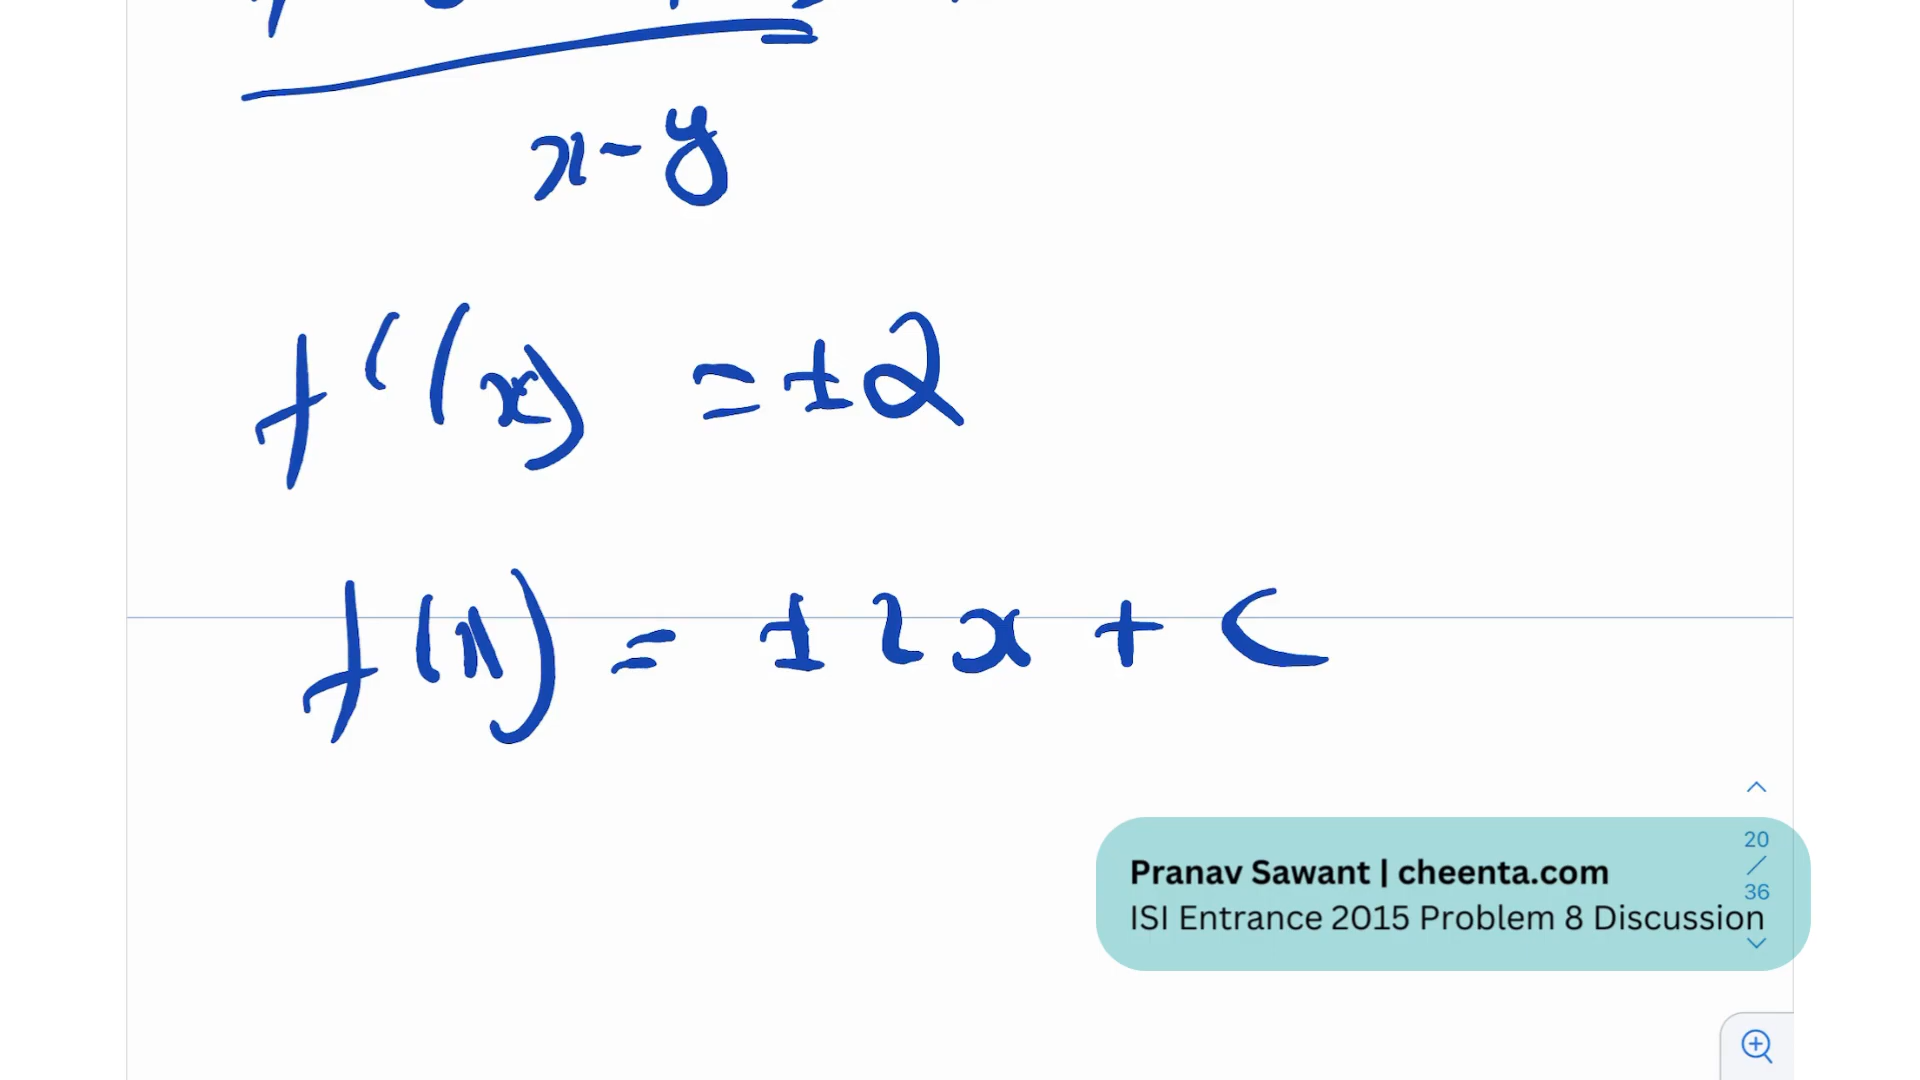 x-y
f'(x) = ±2
f(x) = ±2x + C
20
/
36
Pranav Sawant | cheenta.com
ISI Entrance 2015 Problem 8 Discussion